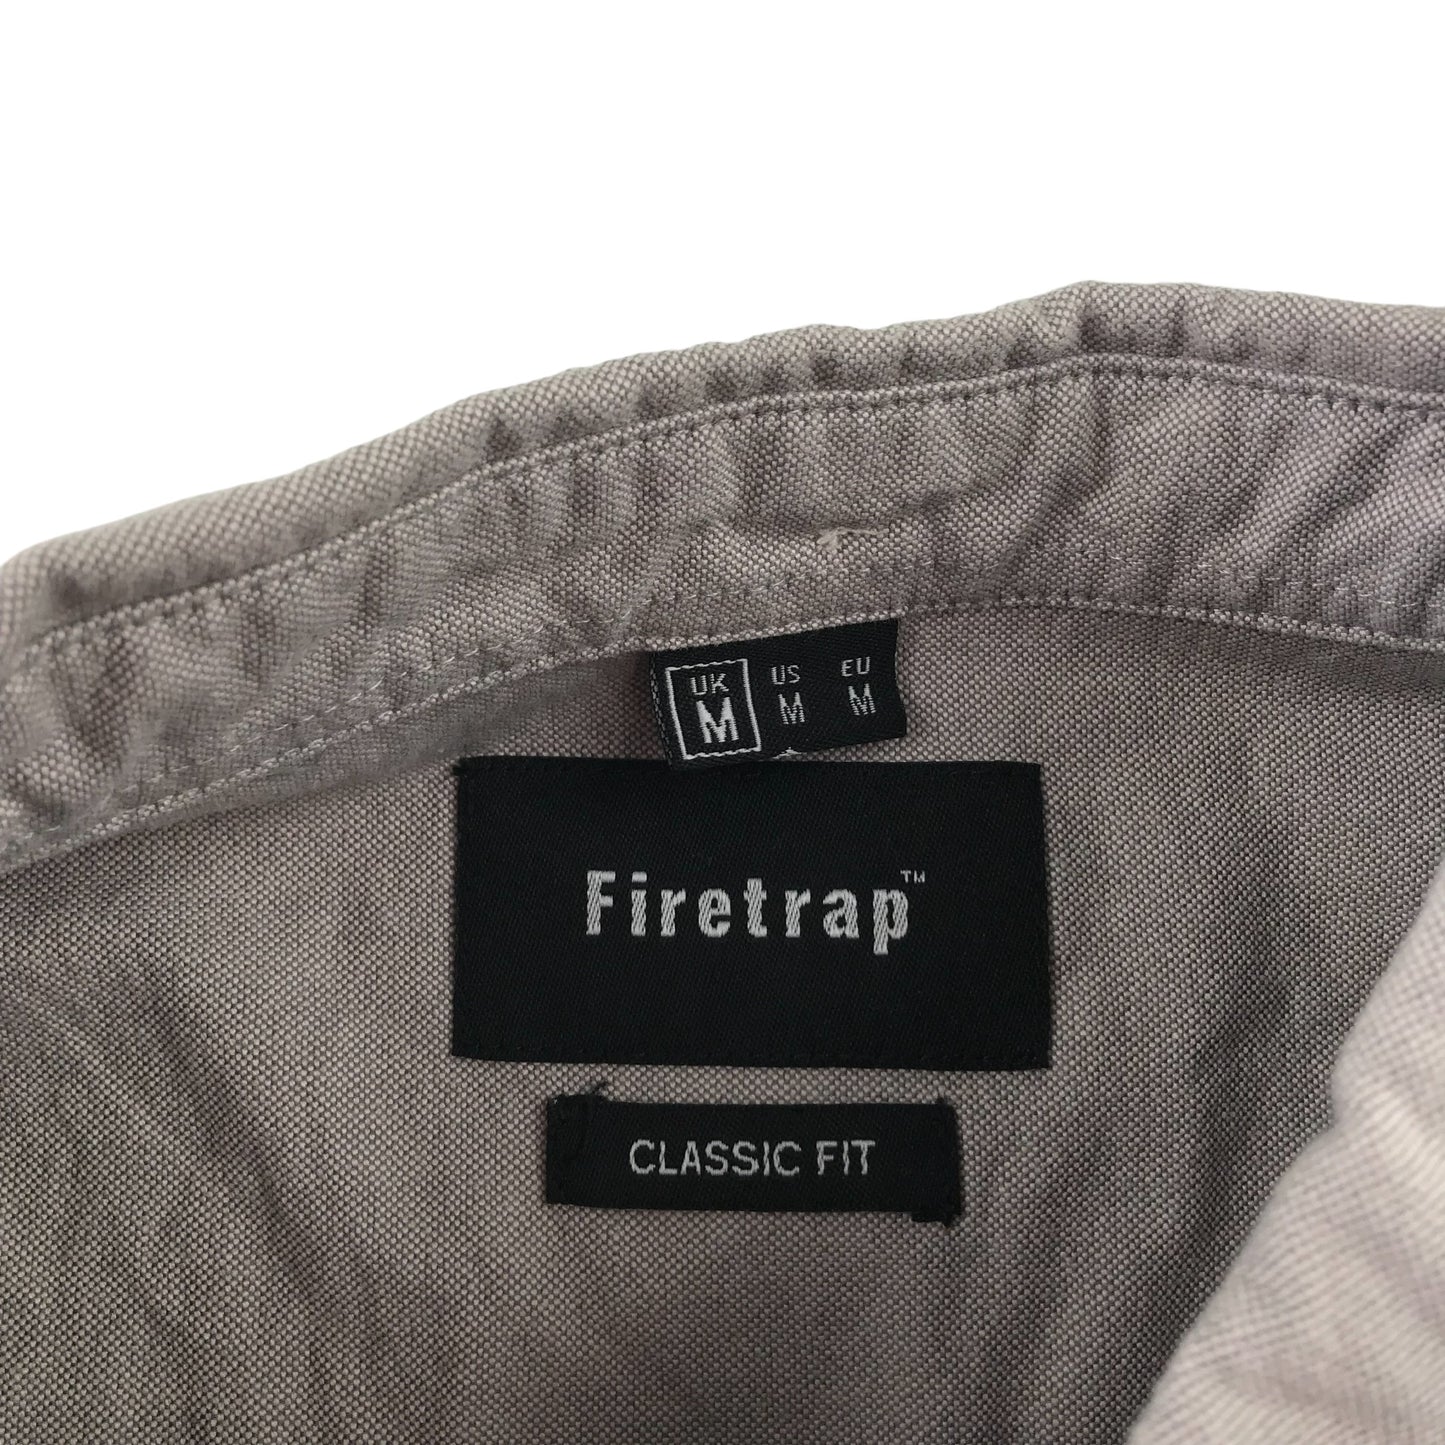 UK US EU
M M M
Firetrap™
CLASSIC FIT